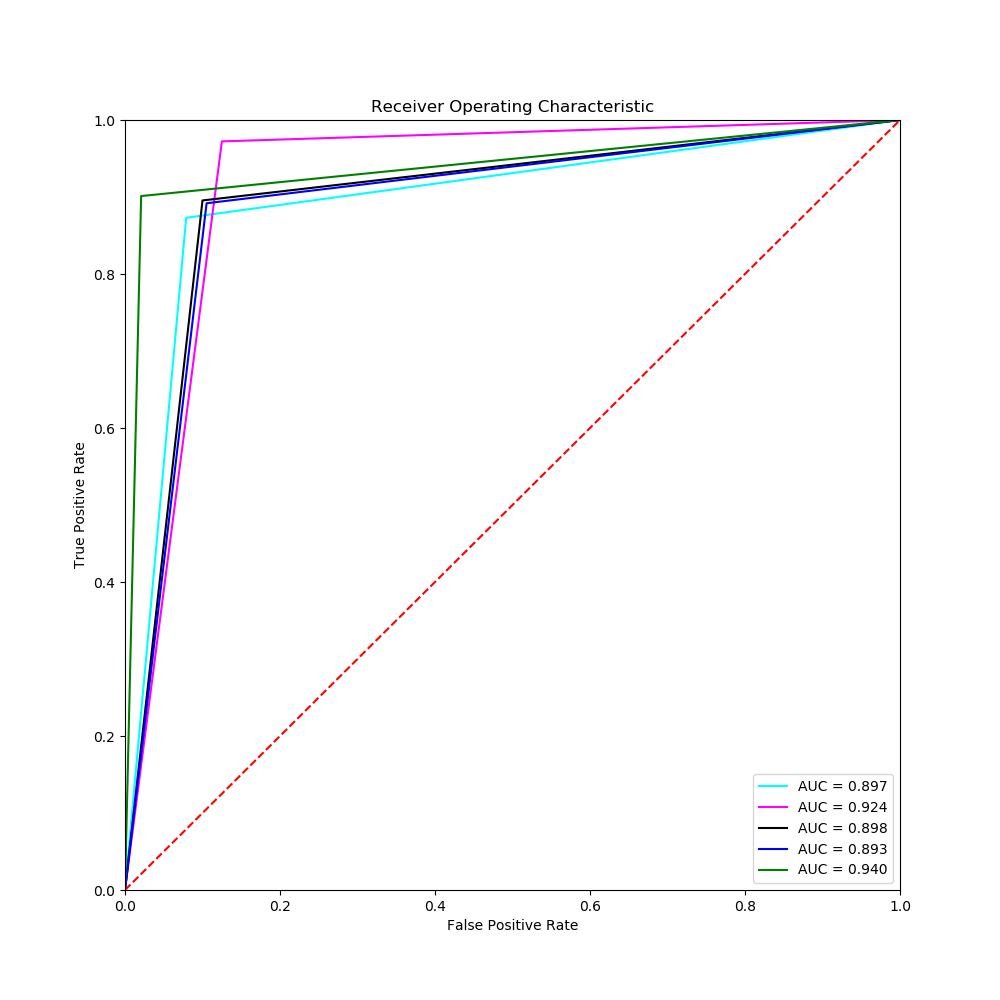 Receiver Operating Characteristic
1.0
0.8
0.6
0.4
0.2
0.0
True Positive Rate
0.0 0.2 0.4 0.6 0.8 1.0
False Positive Rate
AUC = 0.897
AUC = 0.924
AUC = 0.898
AUC = 0.893
AUC = 0.940